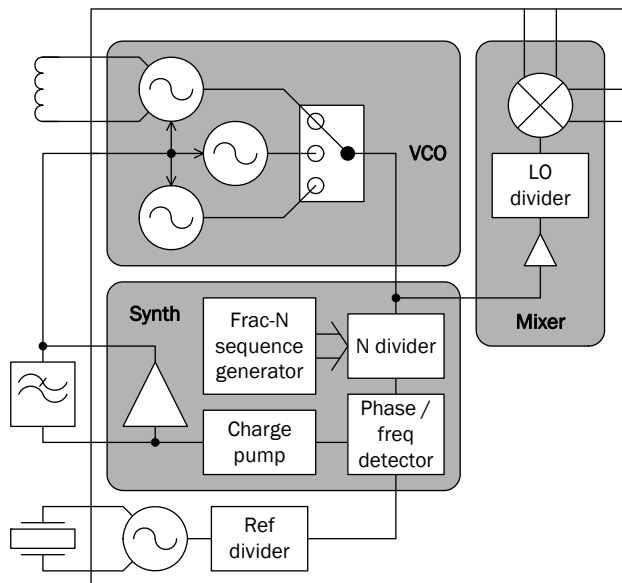 VCO
LO
divider
Mixer
Synth
Frac-N
sequence
generator
N divider
Charge
pump
Phase /
freq
detector
Ref
divider